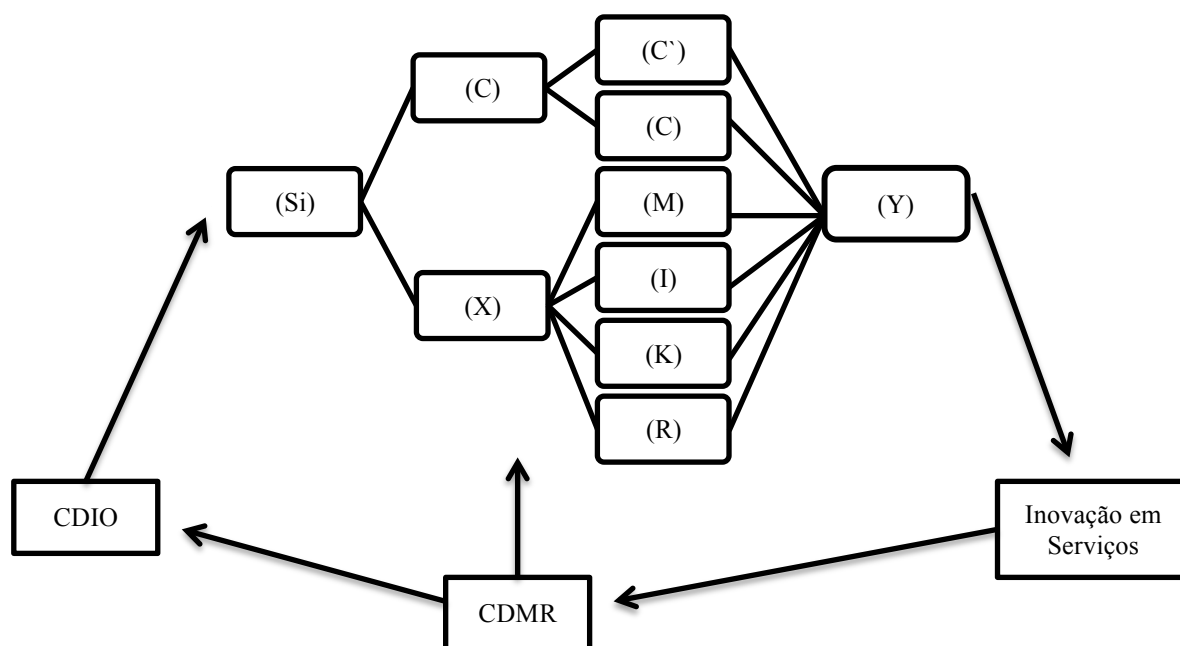 (C`)
(C)
(C)
(Si)
(M)
(Y)
(I)
(X)
(K)
(R)
CDIO
Inovação em
Serviços
CDMR